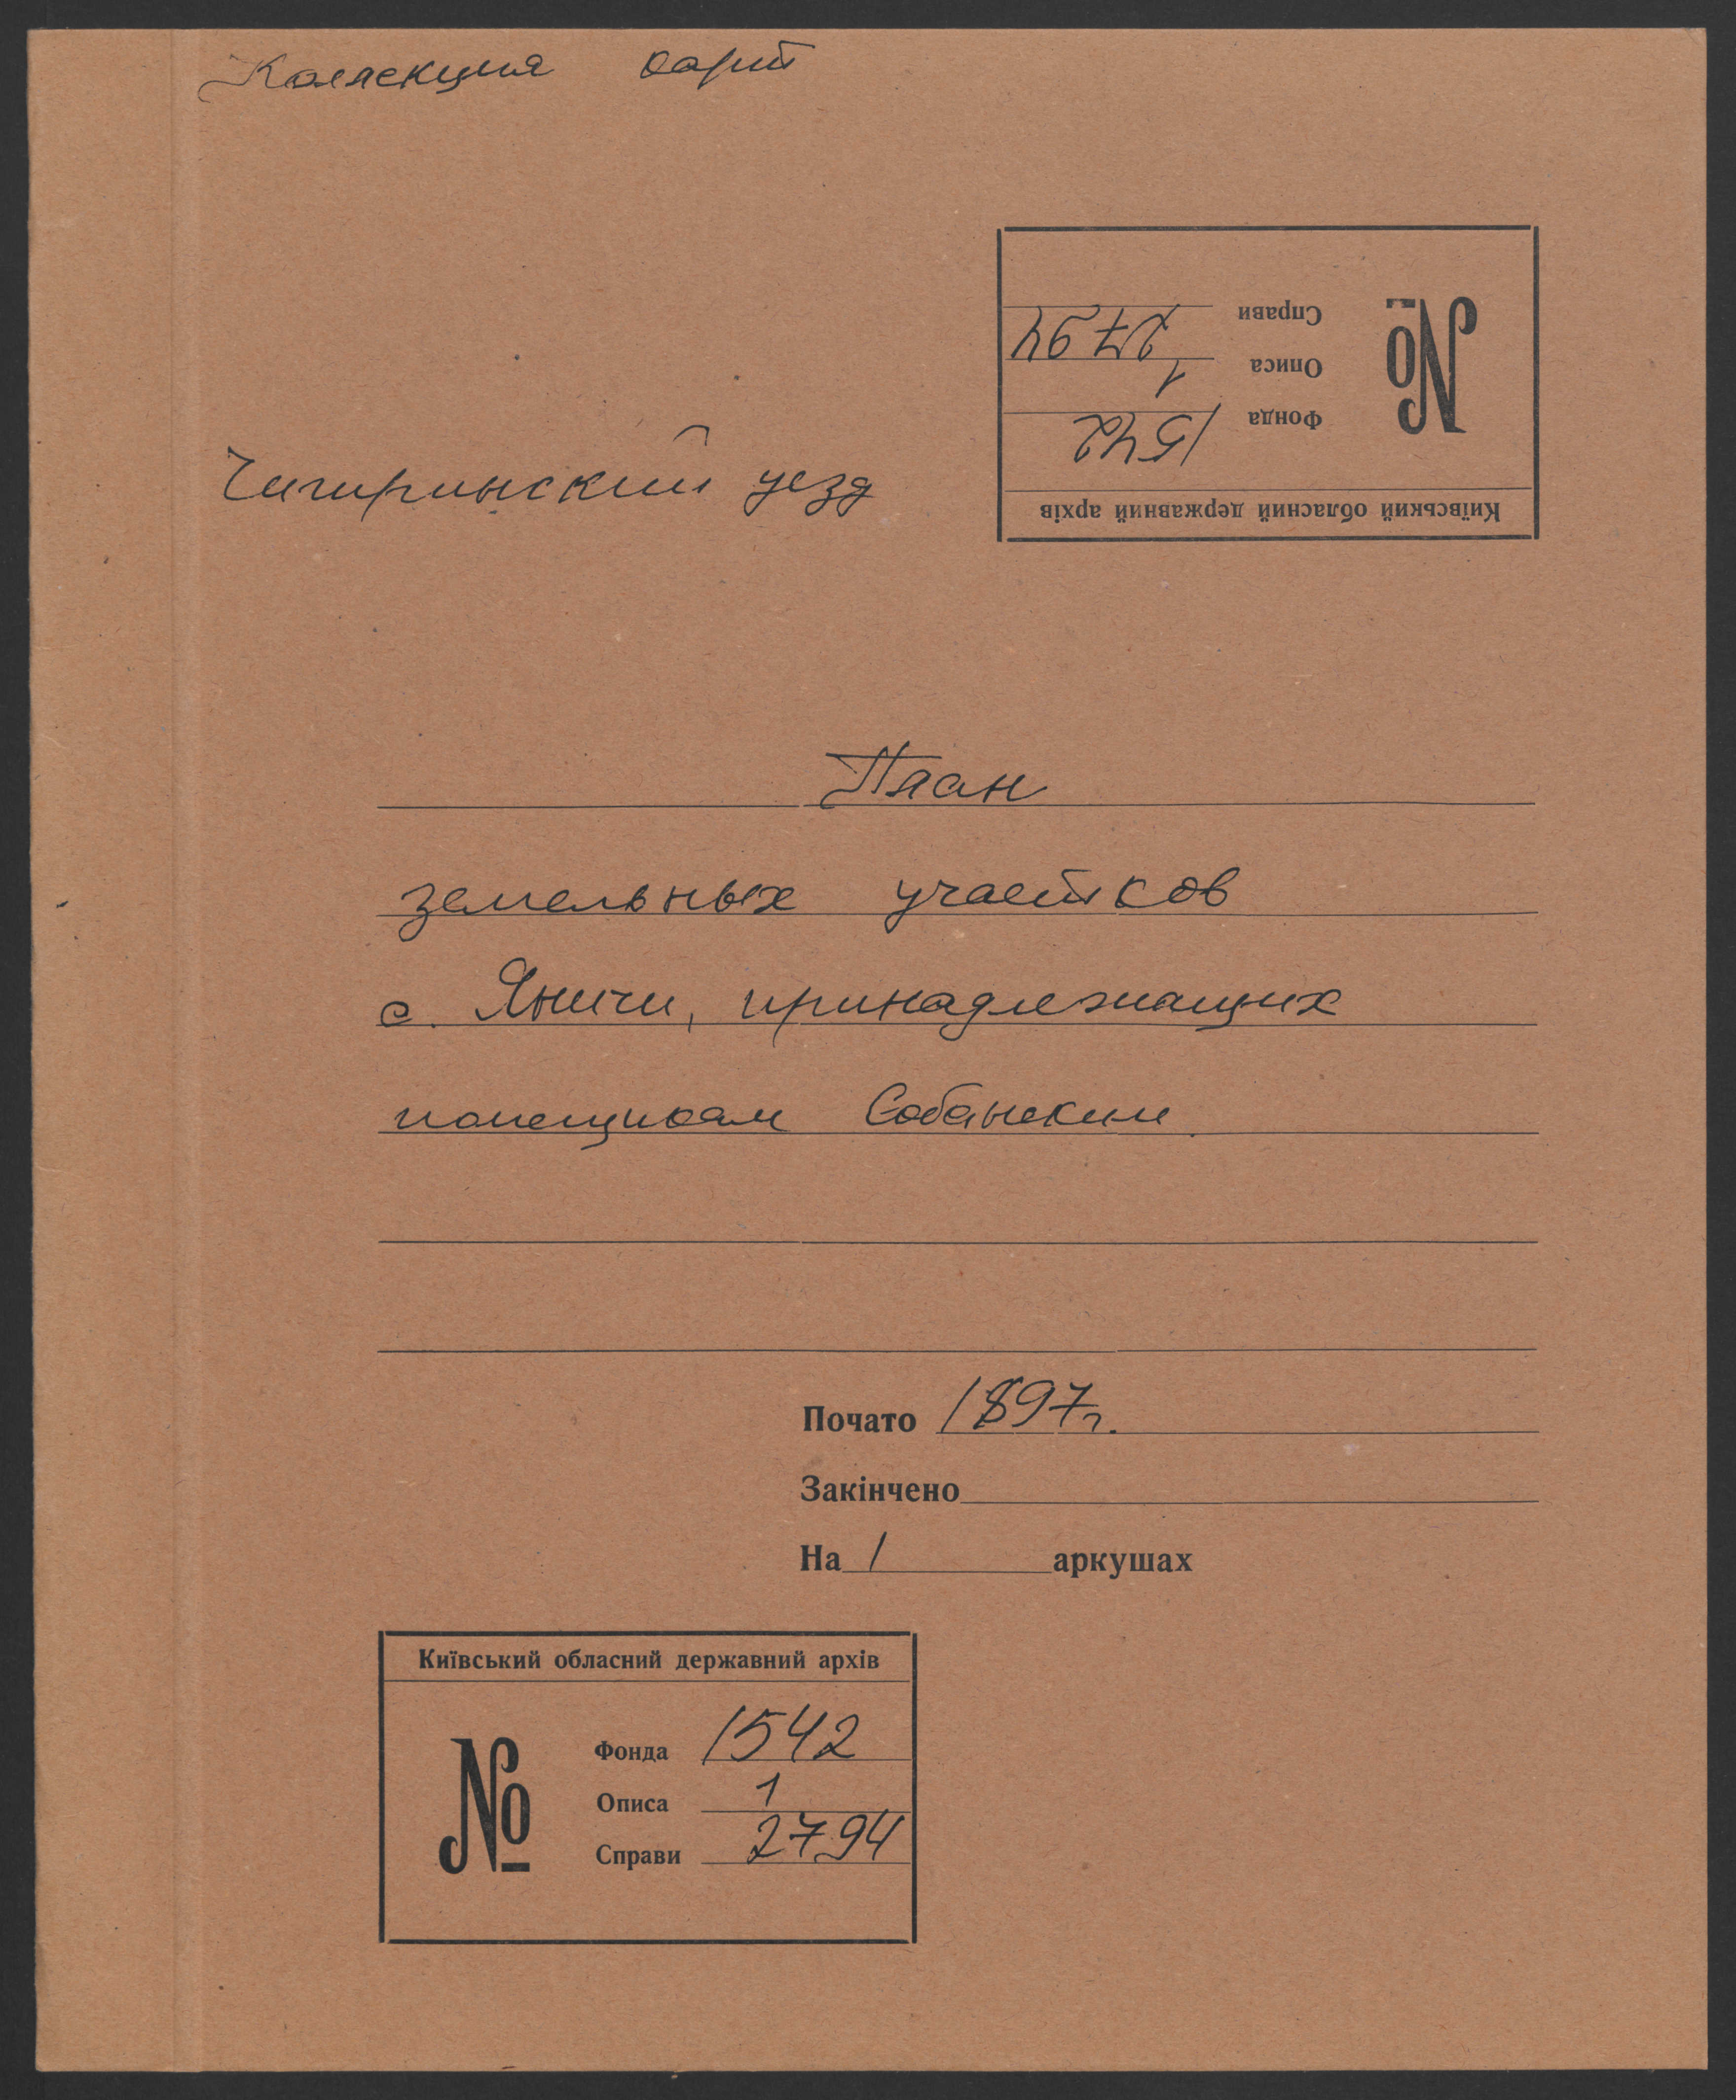 Коллекция карт
Справи 2794
Описа 1
Фонда 1542
№
Київський обласний державний архів
Чигиринский уезд
План
земельных участков
с. Яничи, принадлежащих
помещикам Собанским
Почато 1897г.
Закінчено
На 1 аркушах
Київський обласний державний архів
№
Фонда 1542
Описа 1
Справи 2794